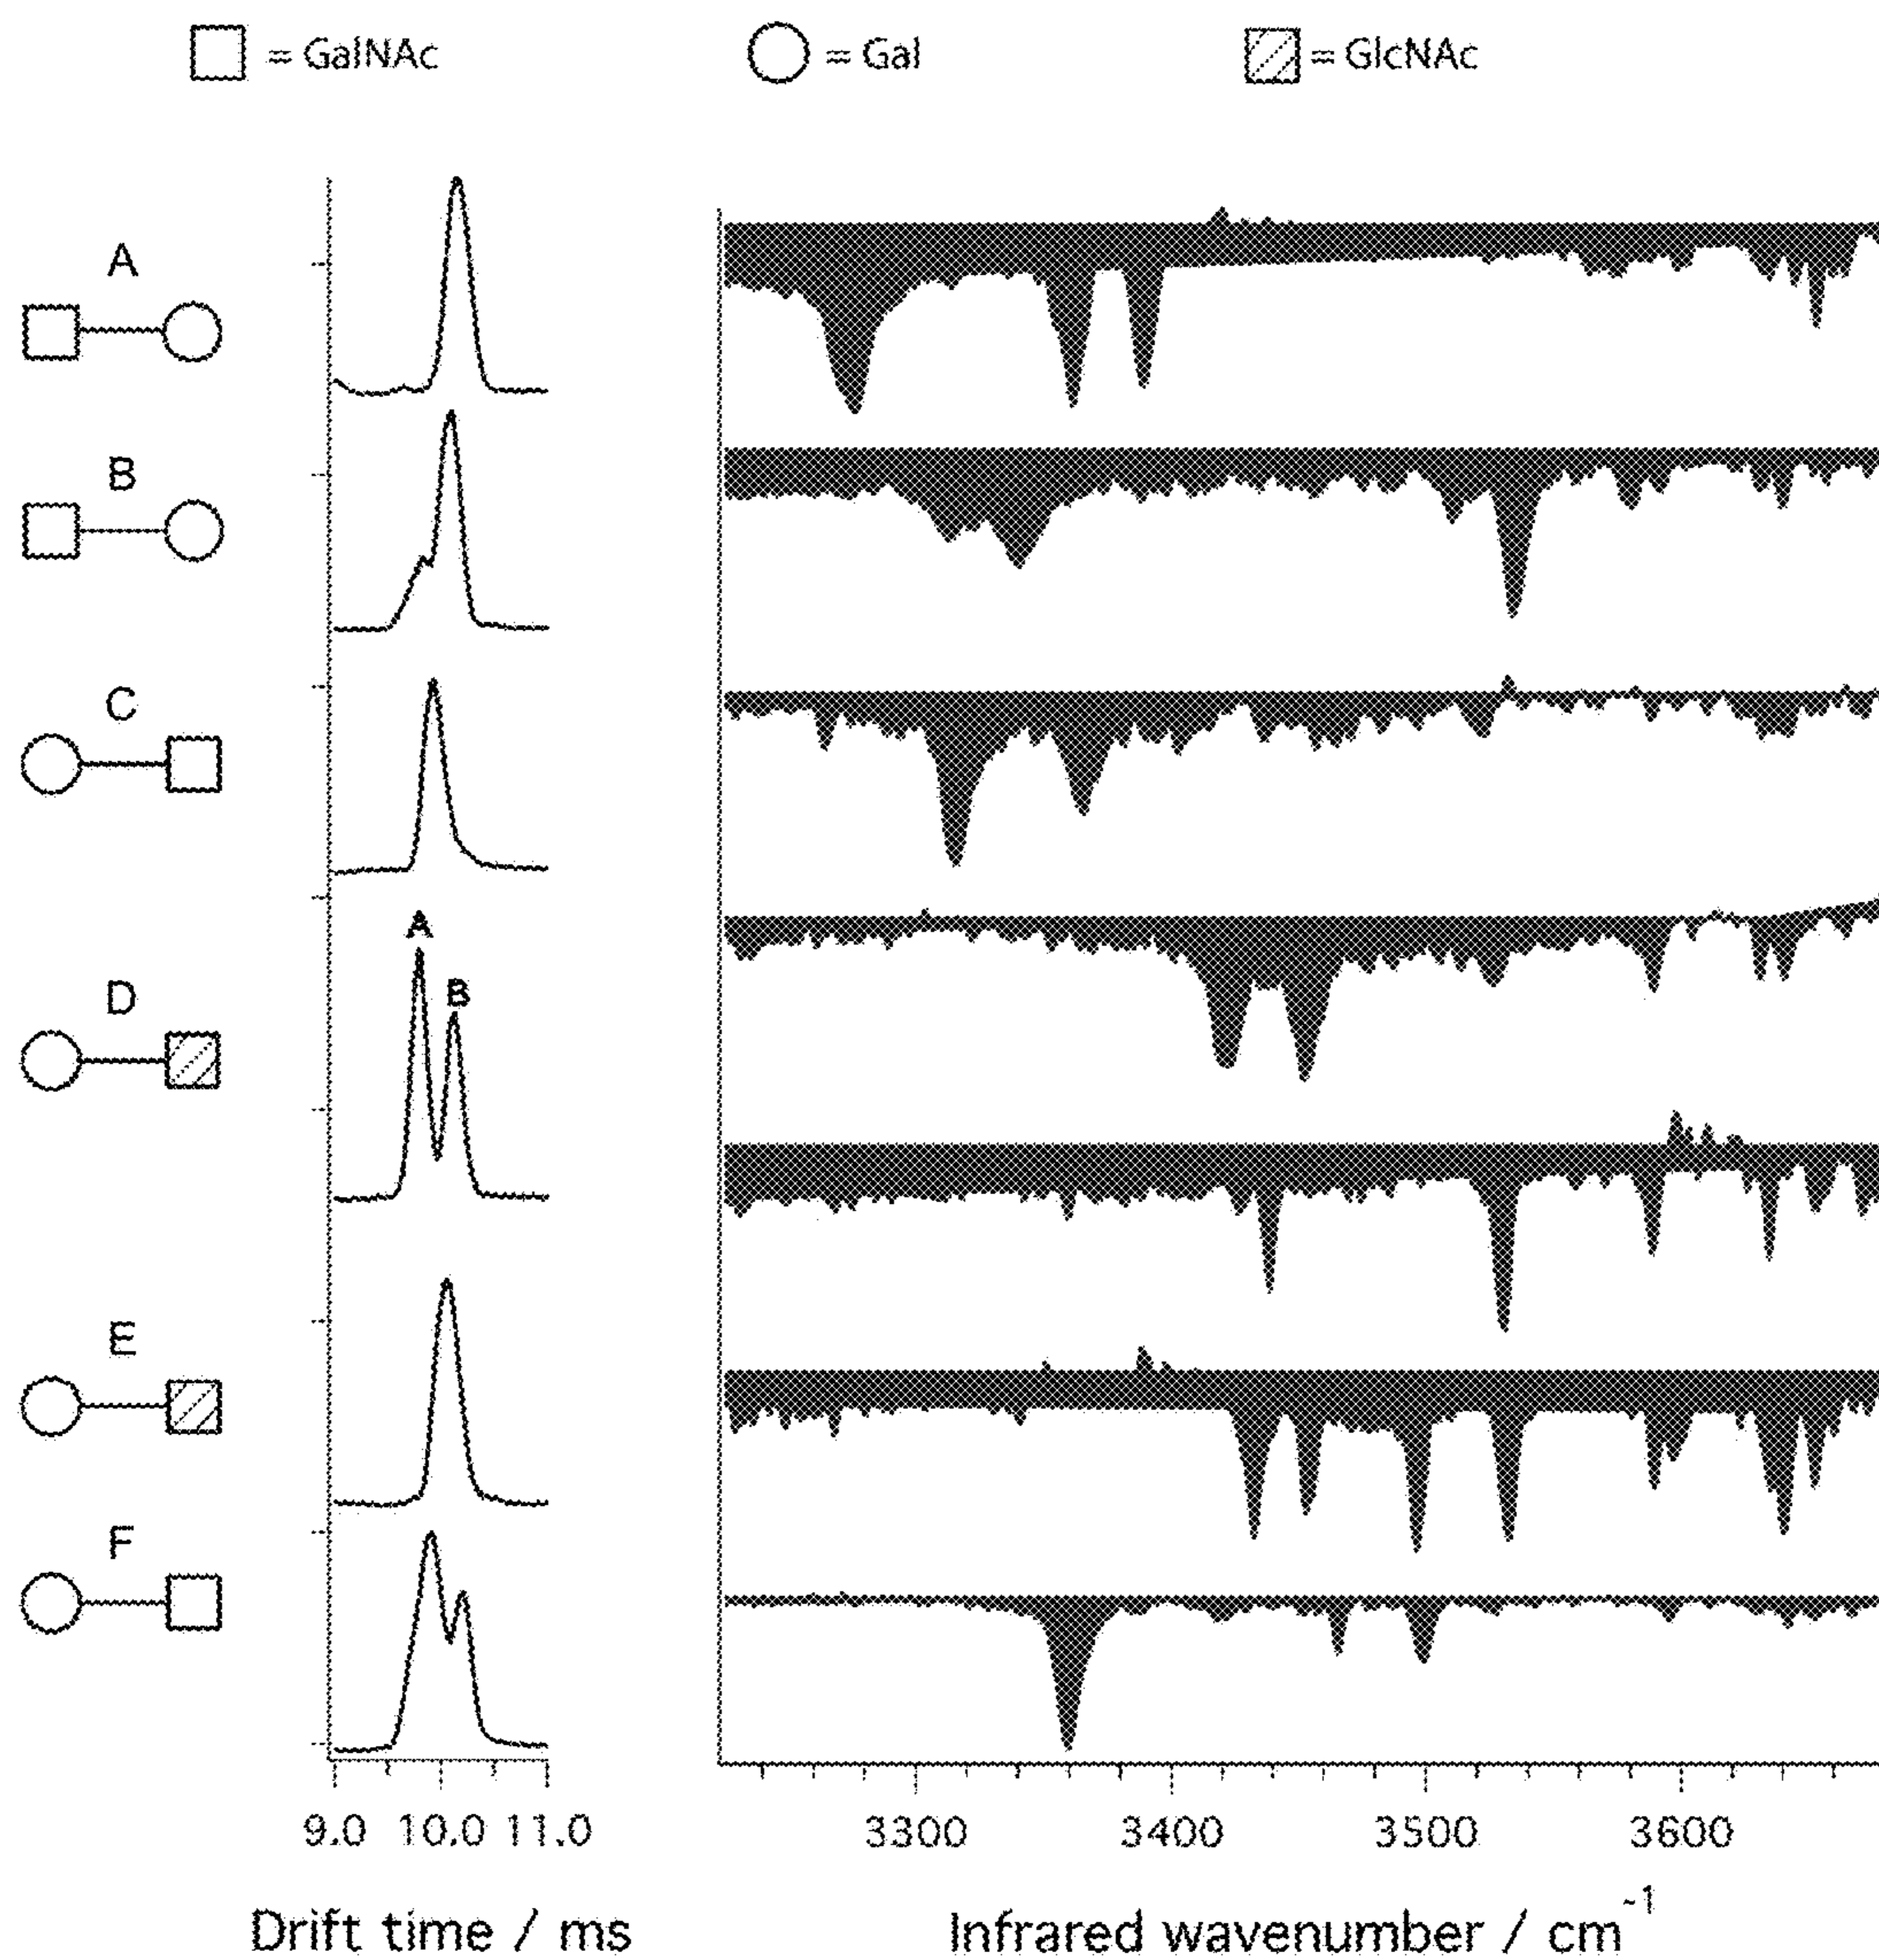 = GalNAc = Gal = GlcNAc
A
B
C
A
D
B
E
F
9.0 10.0 11.0 3300 3400 3500 3600
Drift time / ms Infrared wavenumber / cm-1